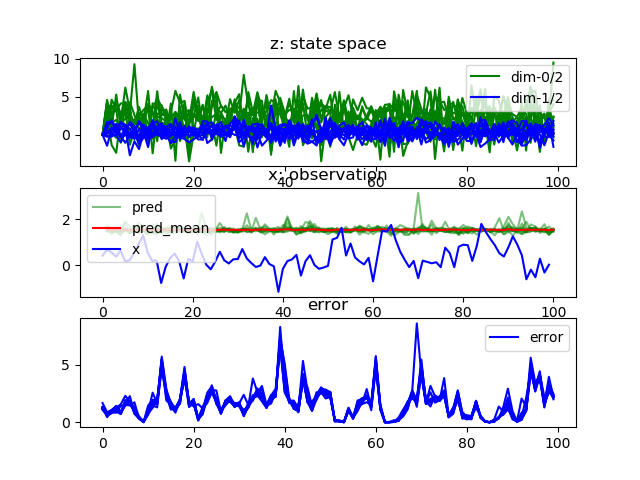 z: state space
10
5
0
dim-0/2
dim-1/2
0 20 40 60 80 100
x: observation
2
0
pred
pred_mean
x
0 20 40 60 80 100
error
5
0
error
0 20 40 60 80 100